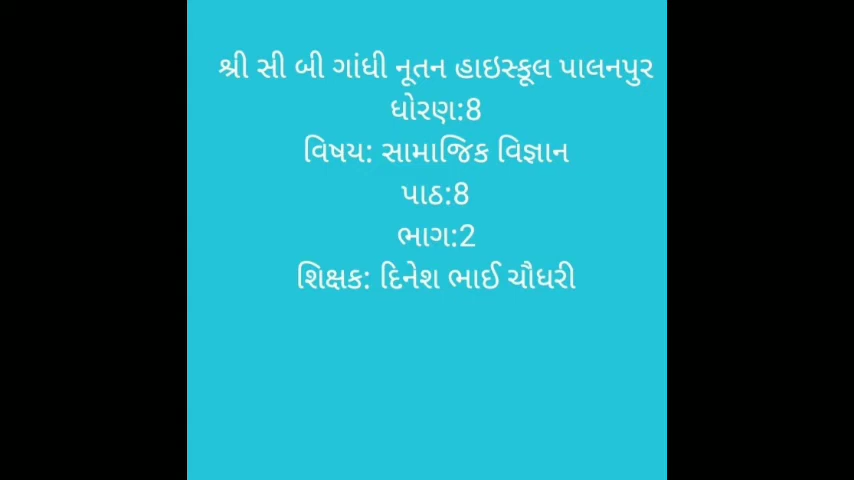 શ્રી સી બી ગાંધી નૂતન હાઇસ્કૂલ પાલનપુર
ધોરણ:8
વિષય: સામાજિક વિજ્ઞાન
પાઠ:8
ભાગ:2
શિક્ષક: દિનેશ ભાઈ ચૌધરી